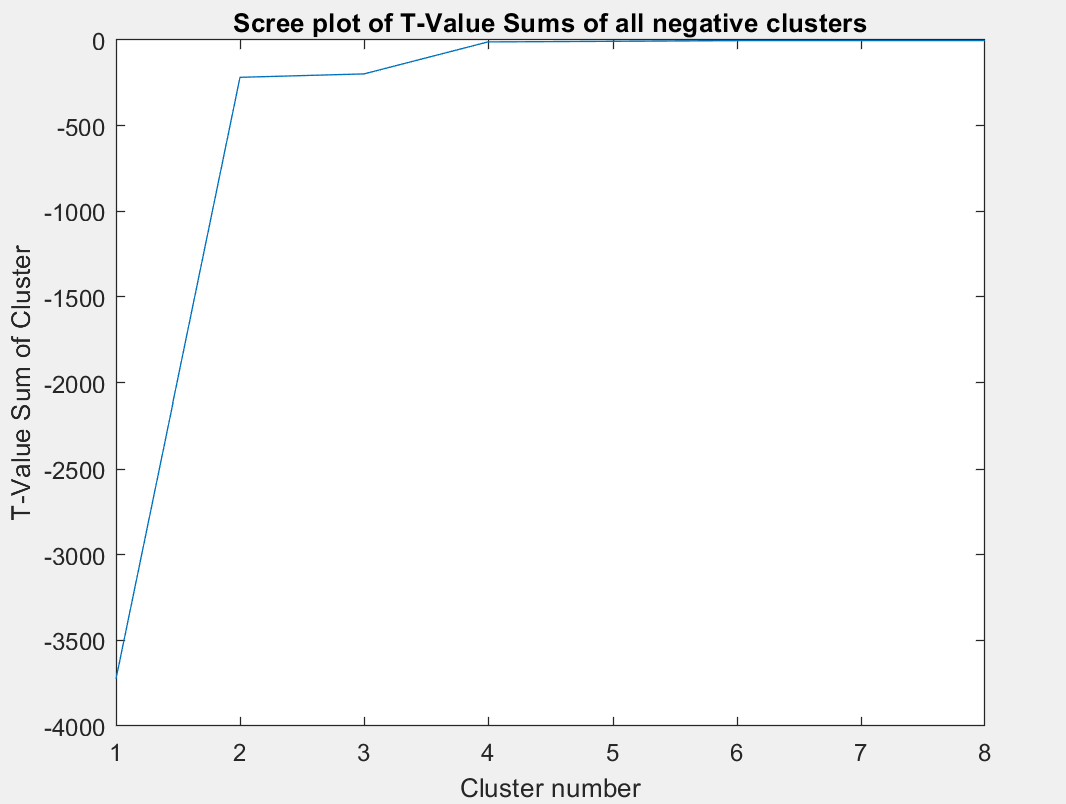 Scree plot of T-Value Sums of all negative clusters
0
-500
-1000
-1500
-2000
-2500
-3000
-3500
-4000
T-Value Sum of Cluster
1 2 3 4 5 6 7 8
Cluster number